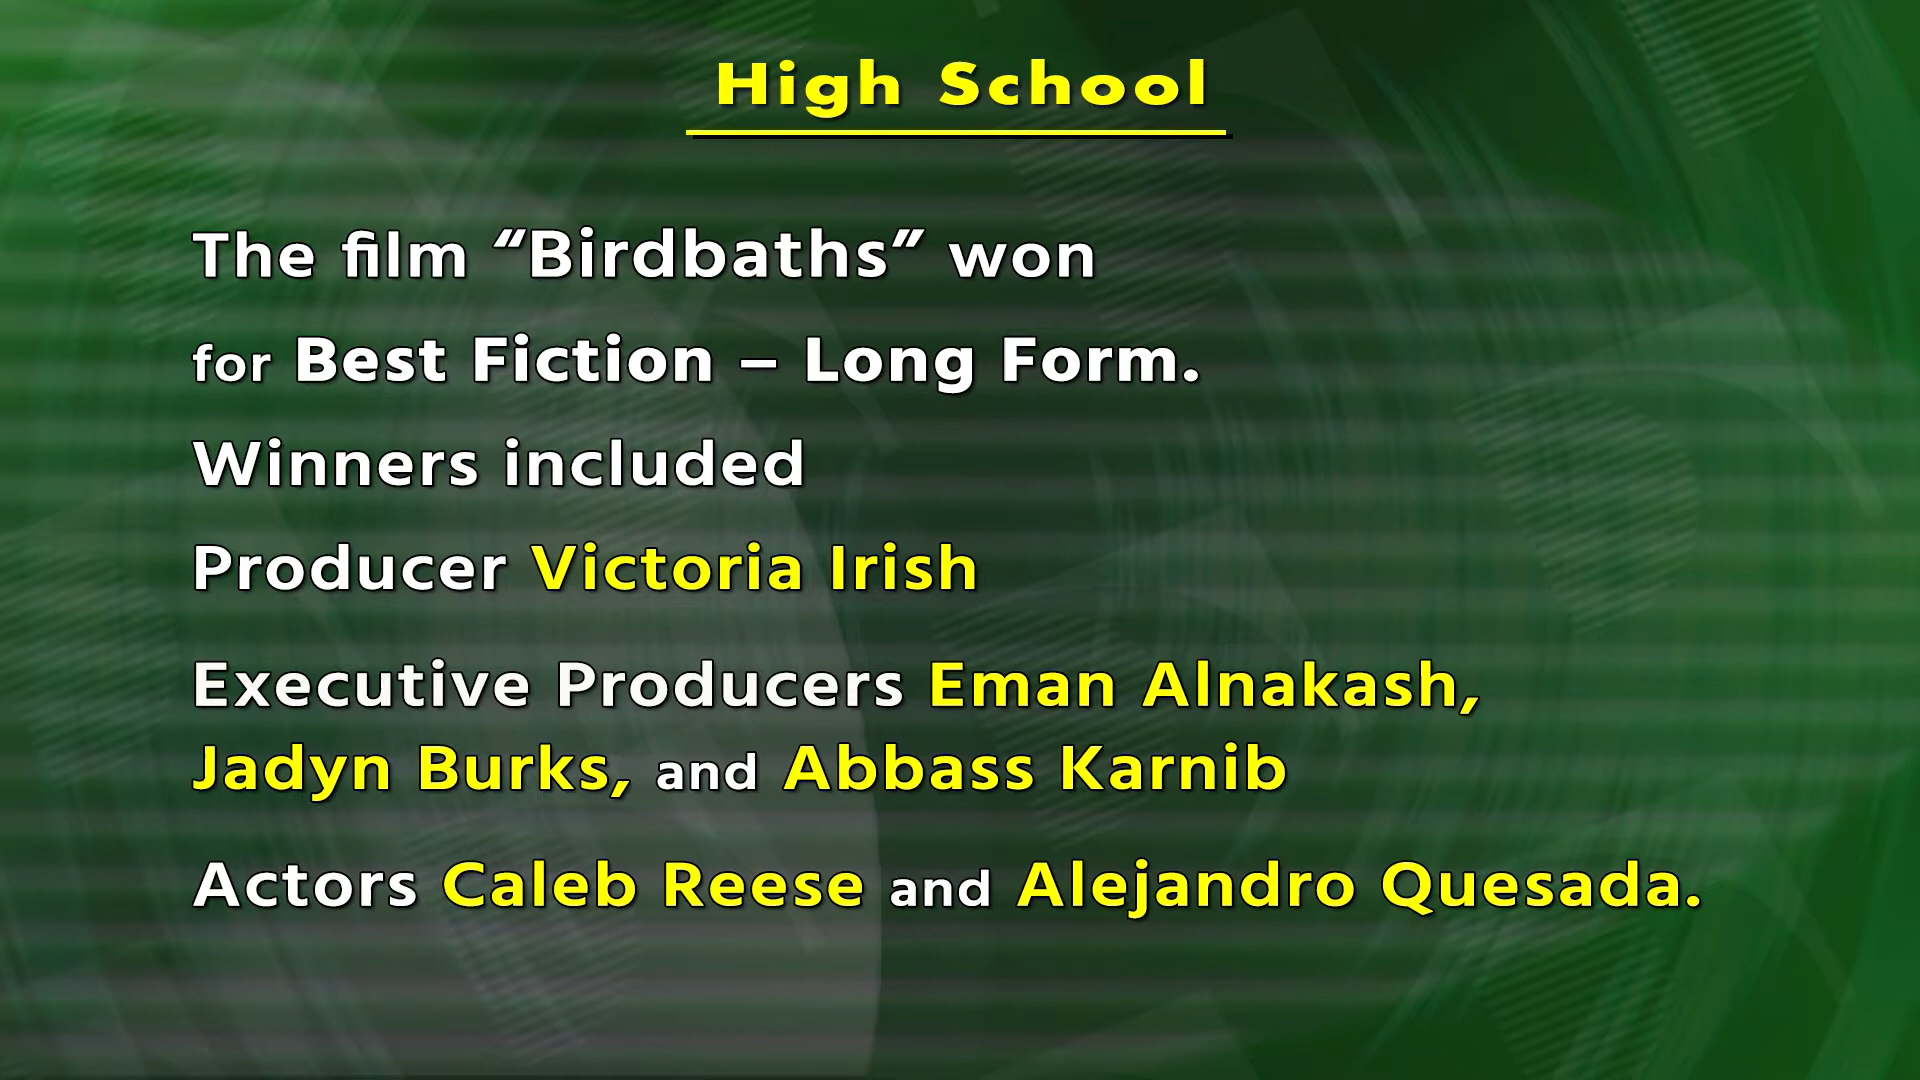 High School
The film “Birdbaths” won
for Best Fiction – Long Form.
Winners included
Producer Victoria Irish
Executive Producers Eman Alnakash,
Jadyn Burks, and Abbass Karnib
Actors Caleb Reese and Alejandro Quesada.